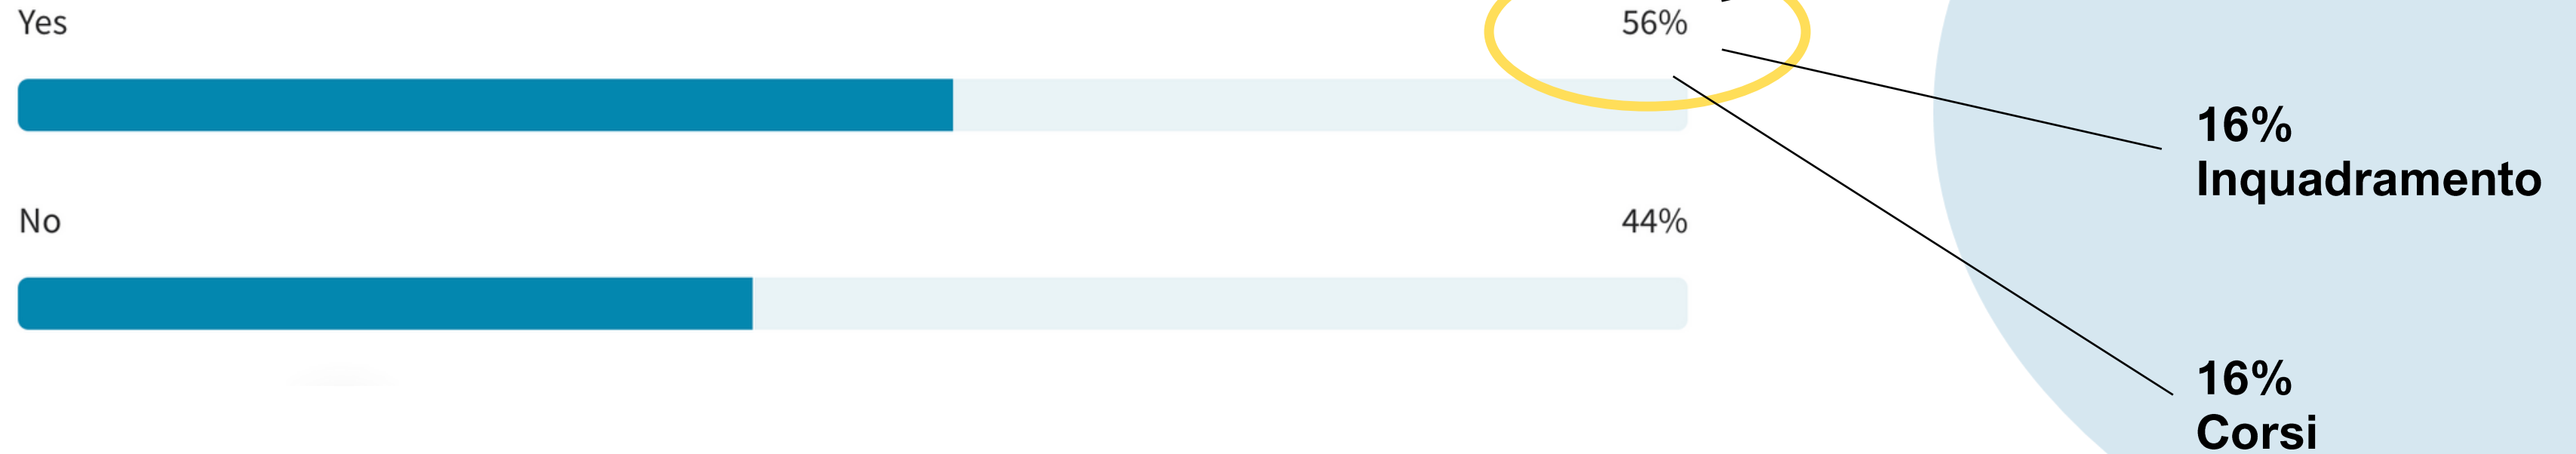 Yes
56%
No
44%
16%
Inquadramento
16%
Corsi